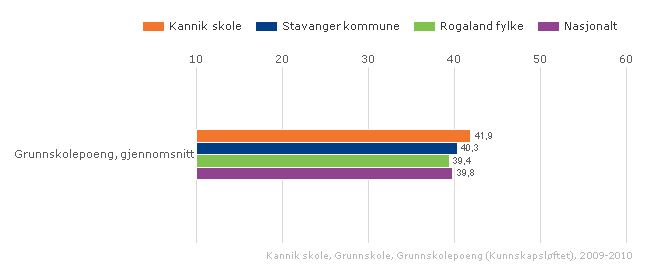 Kannik skole Stavanger kommune Rogaland fylke Nasjonalt
10 20 30 40 50 60
41,9
40,3
Grunnskolepoeng, gjennomsnitt
39,4
39,8
Kannik skole, Grunnskole, Grunnskolepoeng (Kunnskapsløftet), 2009-2010